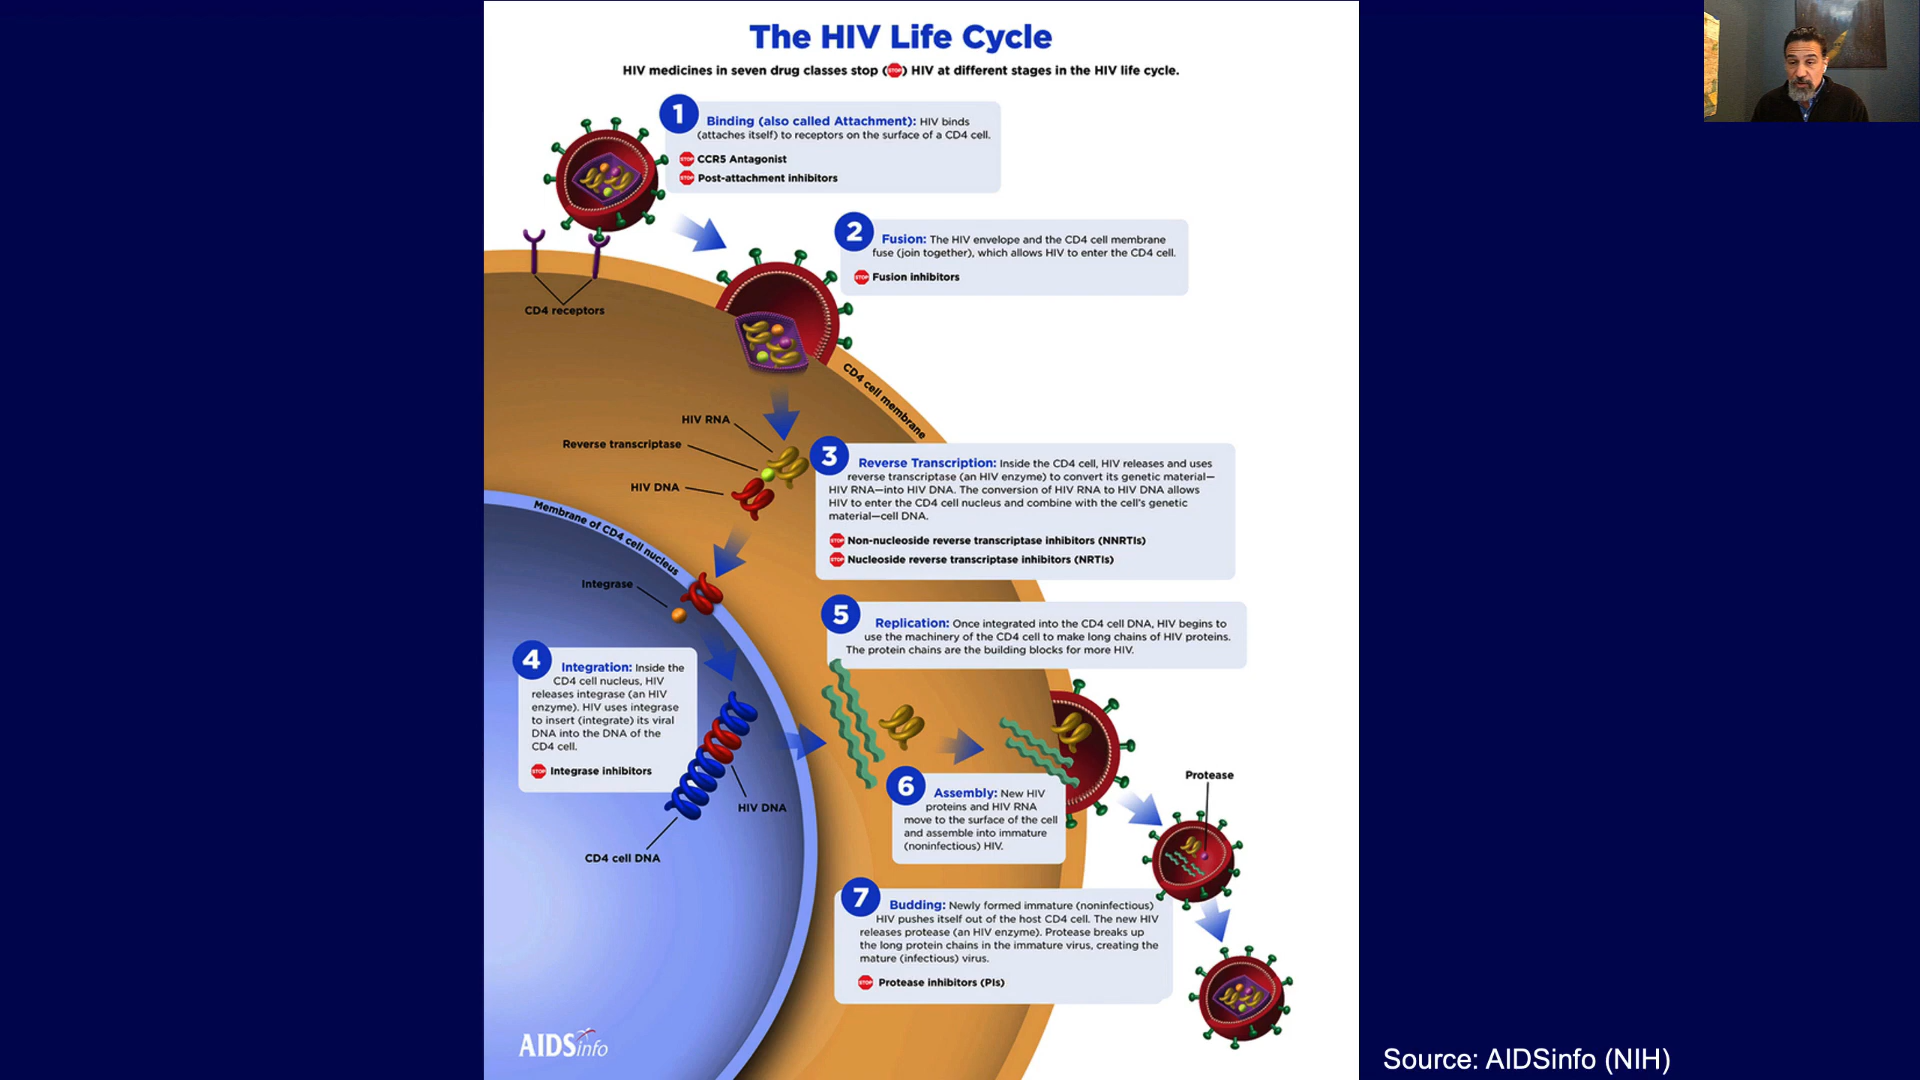 The HIV Life Cycle
HIV medicines in seven drug classes stop (STOP) HIV at different stages in the HIV life cycle.
1
Binding (also called Attachment): HIV binds
(attaches itself) to receptors on the surface of a CD4 cell.
STOP CCR5 Antagonist
STOP Post-attachment inhibitors
2
Fusion: The HIV envelope and the CD4 cell membrane
fuse (join together), which allows HIV to enter the CD4 cell.
STOP Fusion inhibitors
CD4 receptors
CD4 cell membrane
HIV RNA
Reverse transcriptase
HIV DNA
3
Reverse Transcription: Inside the CD4 cell, HIV releases and uses
reverse transcriptase (an HIV enzyme) to convert its genetic material—
HIV RNA—into HIV DNA. The conversion of HIV RNA to HIV DNA allows
HIV to enter the CD4 cell nucleus and combine with the cell's genetic
material—cell DNA.
STOP Non-nucleoside reverse transcriptase inhibitors (NNRTIs)
STOP Nucleoside reverse transcriptase inhibitors (NRTIs)
Membrane of CD4 cell nucleus
Integrase
4
Integration: Inside the
CD4 cell nucleus, HIV
releases integrase (an HIV
enzyme). HIV uses integrase
to insert (integrate) its viral
DNA into the DNA of the
CD4 cell.
STOP Integrase inhibitors
HIV DNA
CD4 cell DNA
5
Replication: Once integrated into the CD4 cell DNA, HIV begins to
use the machinery of the CD4 cell to make long chains of HIV proteins.
The protein chains are the building blocks for more HIV.
6
Assembly: New HIV
proteins and HIV RNA
move to the surface of the cell
and assemble into immature
(noninfectious) HIV.
Protease
7
Budding: Newly formed immature (noninfectious)
HIV pushes itself out of the host CD4 cell. The new HIV
releases protease (an HIV enzyme). Protease breaks up
the long protein chains in the immature virus, creating the
mature (infectious) virus.
STOP Protease inhibitors (PIs)
AIDSinfo
Source: AIDSinfo (NIH)